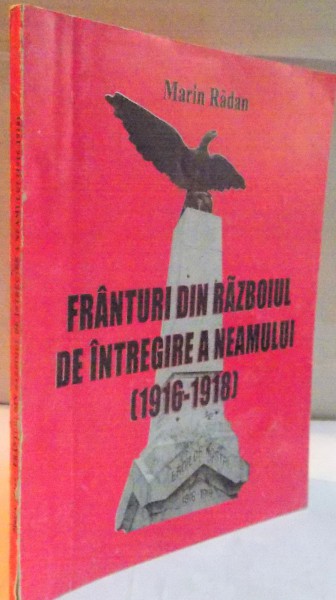 Marin Rădan
FRÂNTURI DIN RĂZBOIUL
DE ÎNTREGIRE A NEAMULUI
(1916-1918)